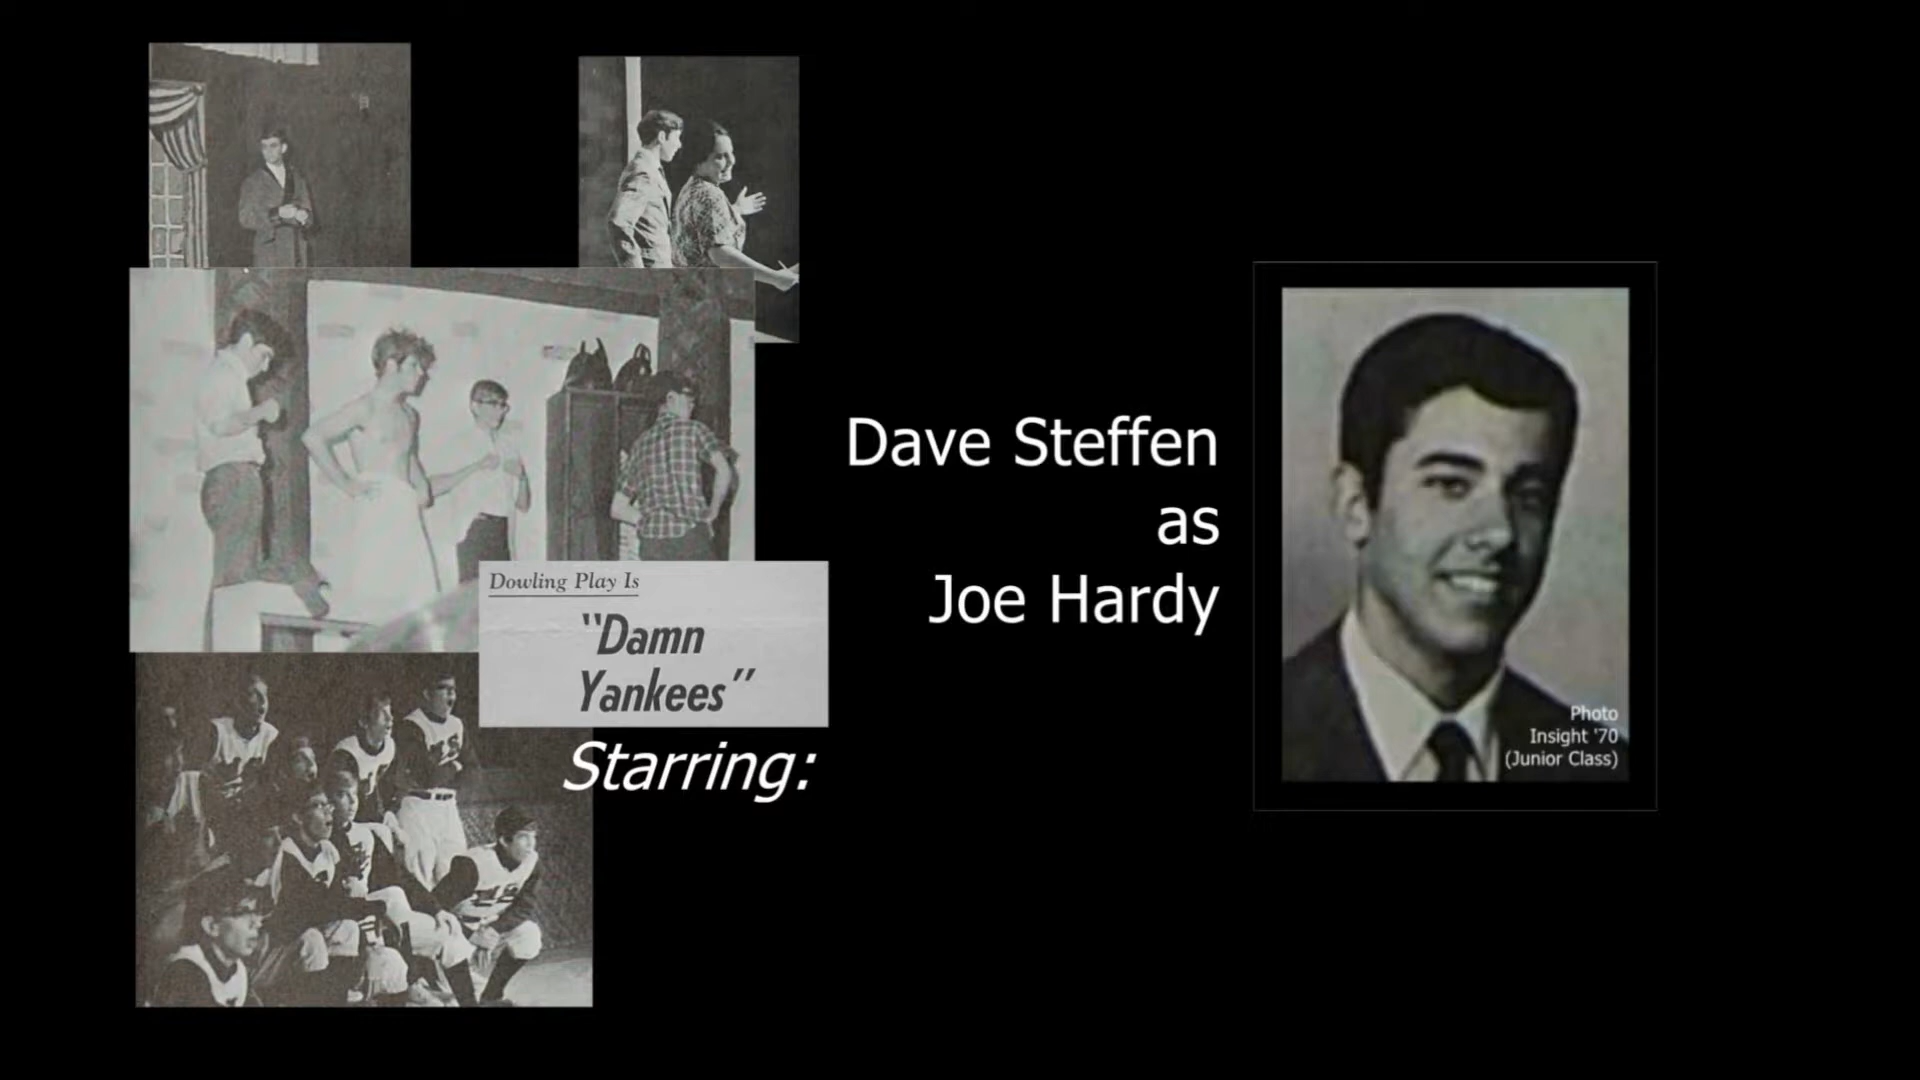 Dowling Play Is
"Damn
Yankees"
Starring:
Dave Steffen
as
Joe Hardy
Photo
Insight '70
(Junior Class)